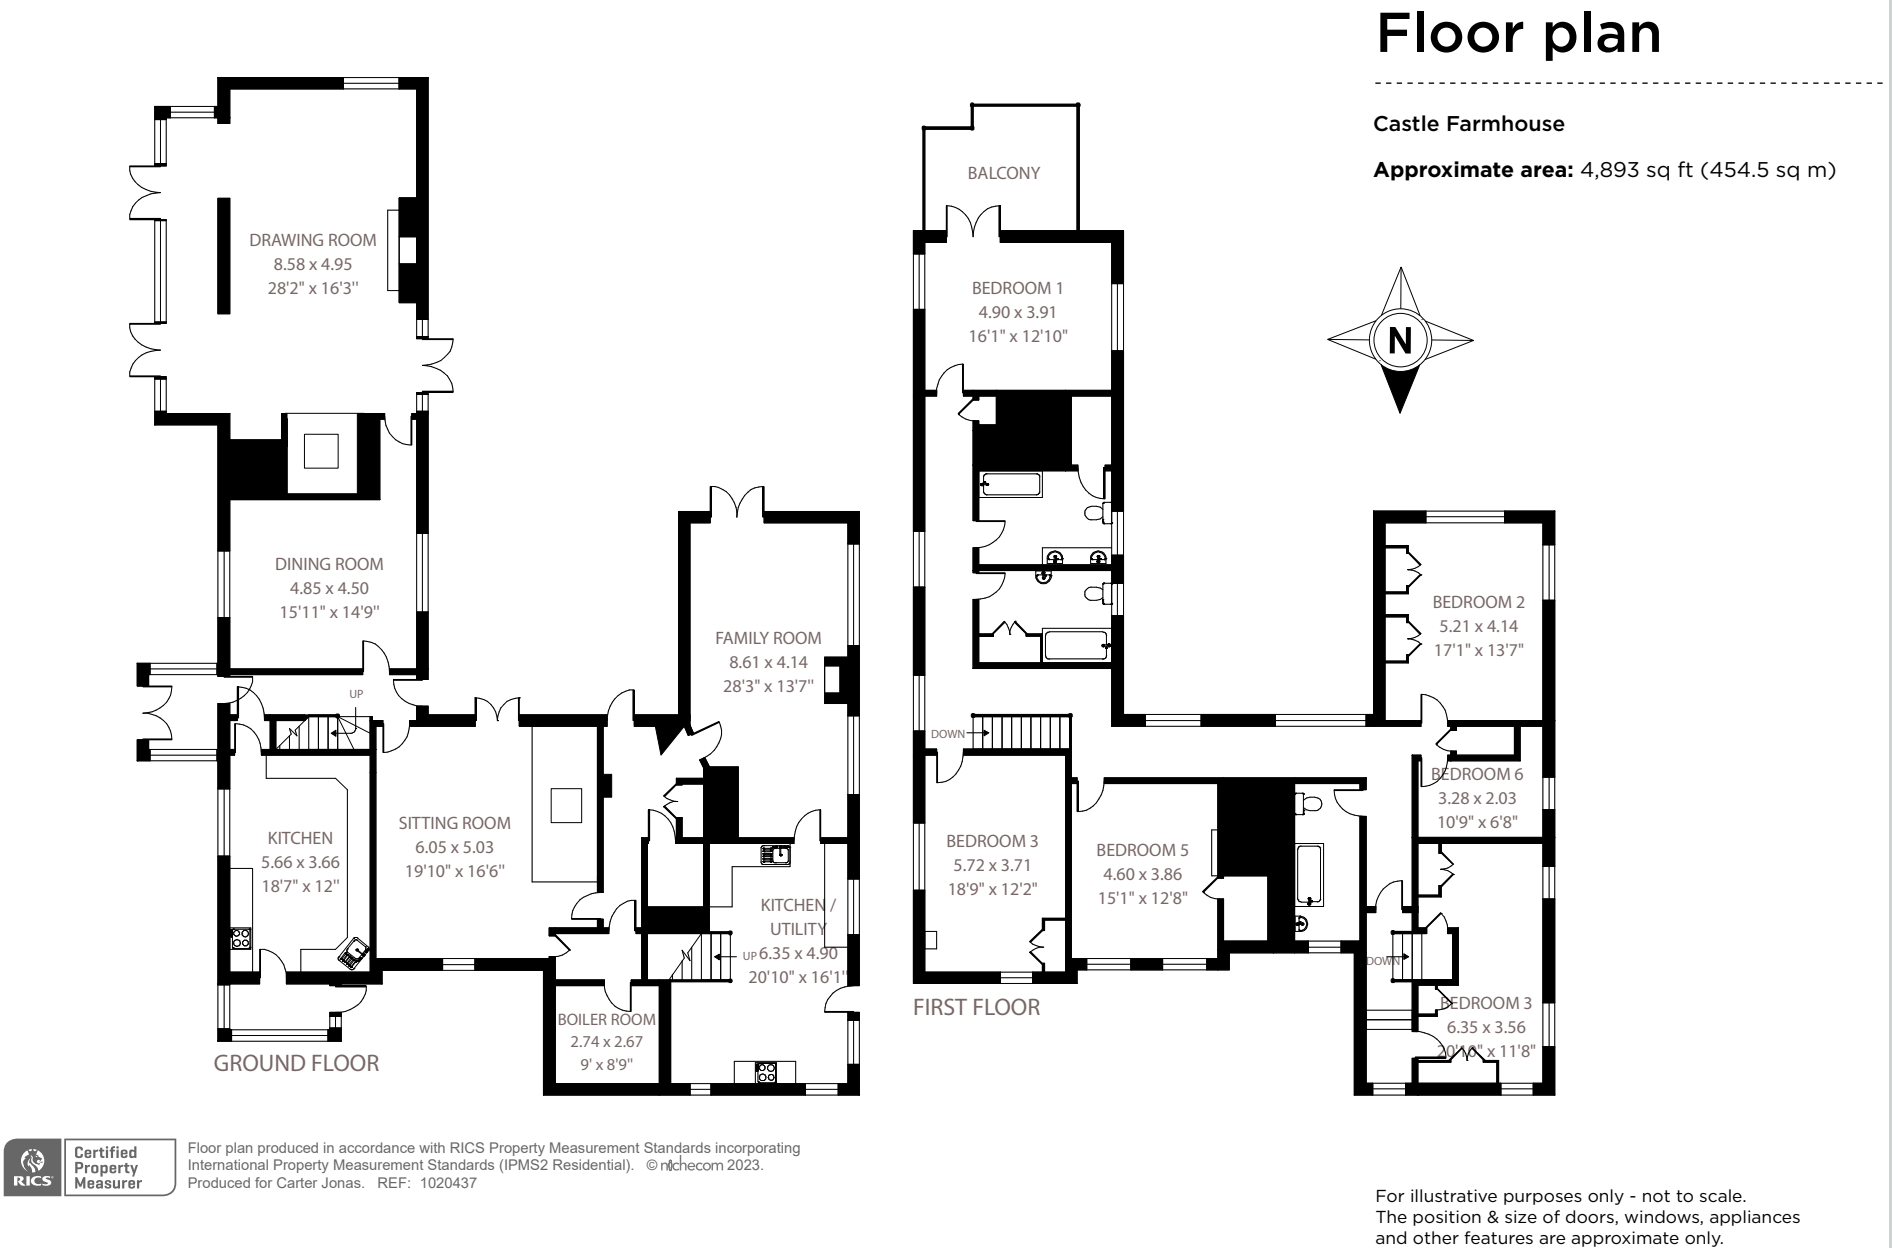 Floor plan
Castle Farmhouse
Approximate area: 4,893 sq ft (454.5 sq m)
DRAWING ROOM
8.58 x 4.95
28'2" x 16'3"
DINING ROOM
4.85 x 4.50
15'11" x 14'9"
UP
FAMILY ROOM
8.61 x 4.14
28'3" x 13'7"
KITCHEN
5.66 x 3.66
18'7" x 12"
SITTING ROOM
6.05 x 5.03
19'10" x 16'6"
KITCHEN /
UTILITY
6.35 x 4.90
20'10" x 16'1"
UP
BOILER ROOM
2.74 x 2.67
9' x 8'9"
GROUND FLOOR
BALCONY
BEDROOM 1
4.90 x 3.91
16'1" x 12'10"
N
BEDROOM 2
5.21 x 4.14
17'1" x 13'7"
DOWN
BEDROOM 6
3.28 x 2.03
10'9" x 6'8"
BEDROOM 3
5.72 x 3.71
18'9" x 12'2"
BEDROOM 5
4.60 x 3.86
15'1" x 12'8"
DOWN
BEDROOM 3
6.35 x 3.56
20'10" x 11'8"
FIRST FLOOR
RICS
Certified
Property
Measurer
Floor plan produced in accordance with RICS Property Measurement Standards incorporating
International Property Measurement Standards (IPMS2 Residential). © nichecom 2023.
Produced for Carter Jonas. REF: 1020437
For illustrative purposes only - not to scale.
The position & size of doors, windows, appliances
and other features are approximate only.